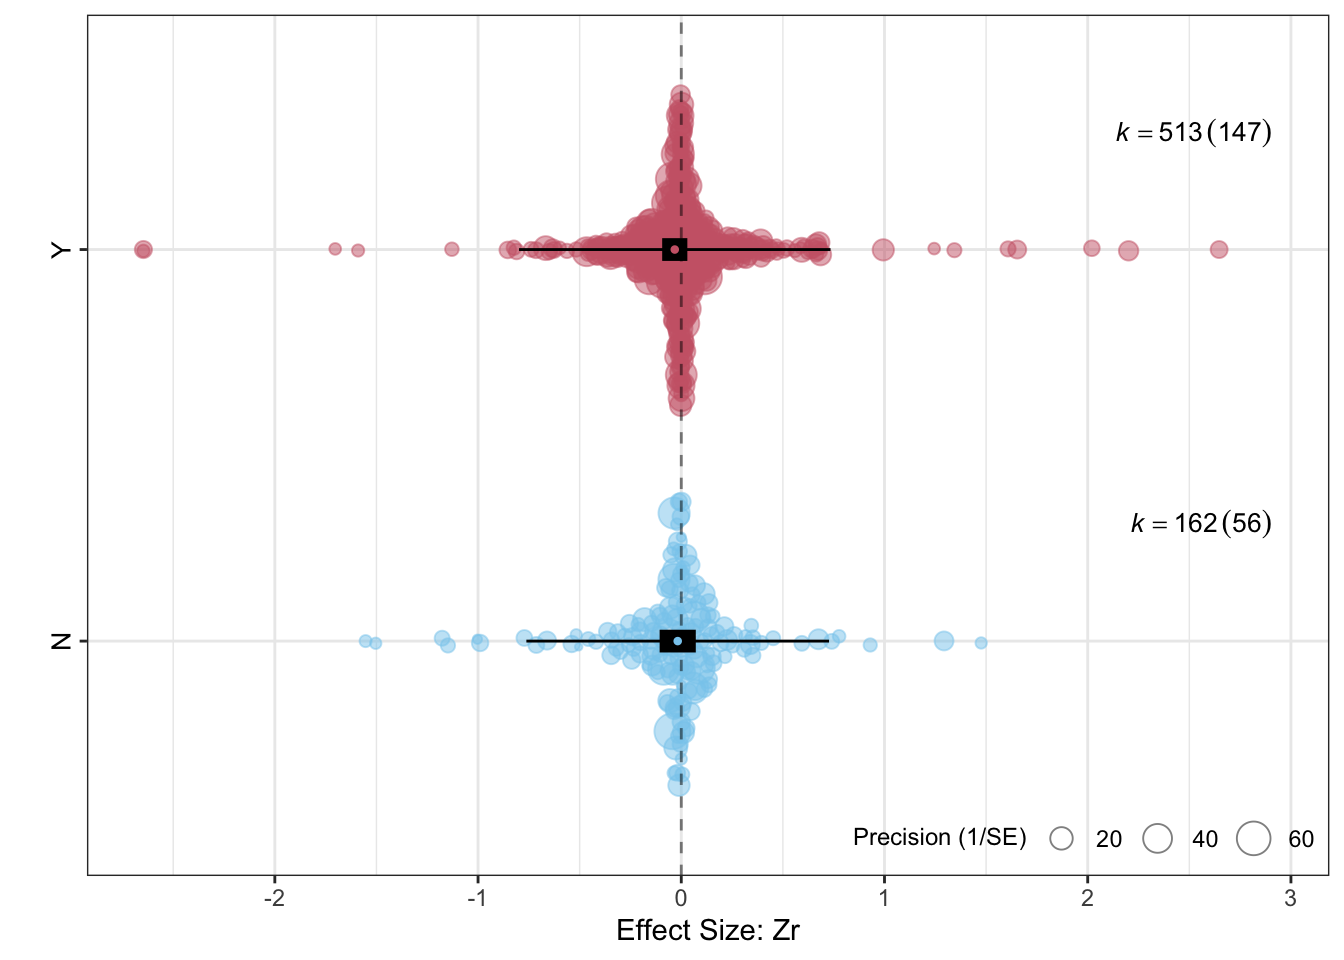 k = 513 (147)
Y
k = 162 (56)
N
Precision (1/SE) 20 40 60
-2 -1 0 1 2 3
Effect Size: Zr